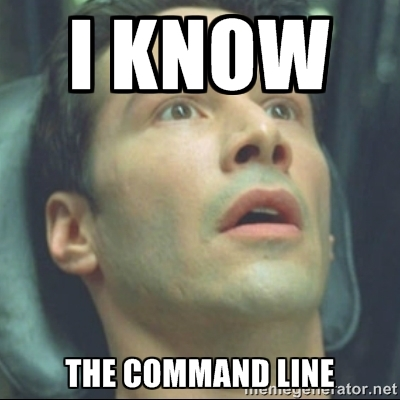 I KNOW
THE COMMAND LINE
memegenerator.net